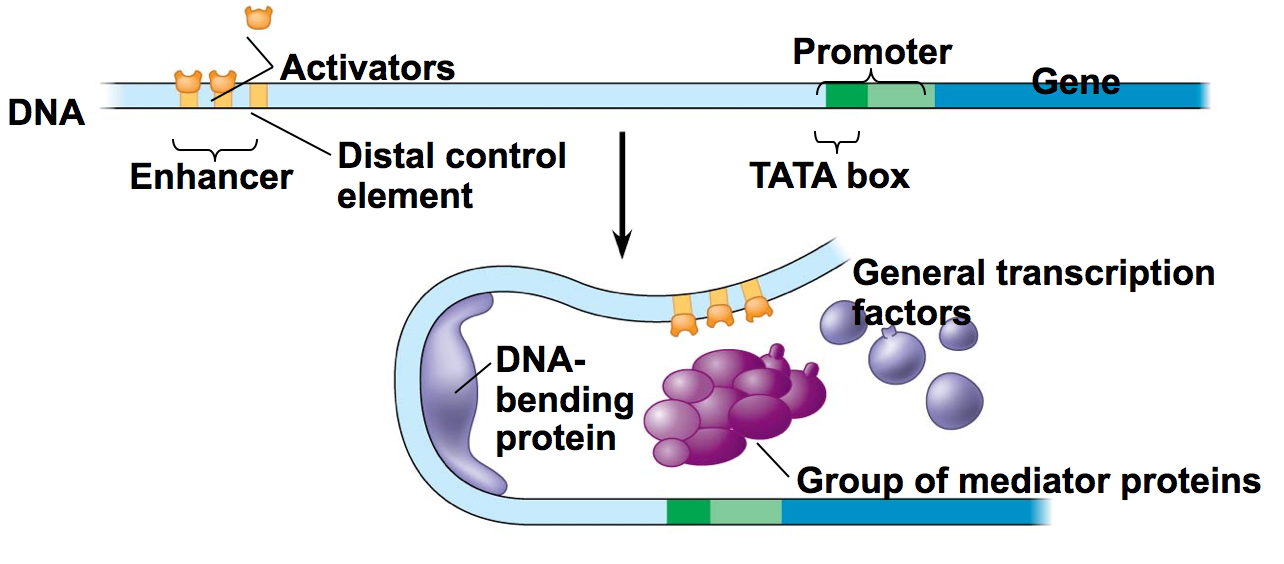 Activators
Promoter
Gene
DNA
Enhancer
Distal control
element
TATA box
General transcription
factors
DNA-
bending
protein
Group of mediator proteins